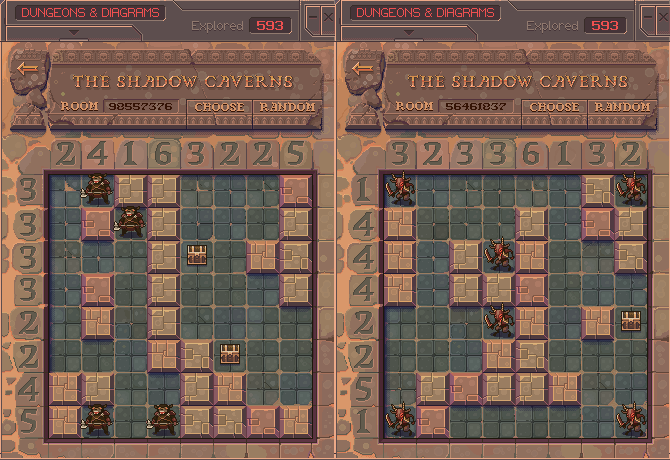 DUNGEONS & DIAGRAMS
Explored 593
THE SHADOW CAVERNS
ROOM 98557376 CHOOSE RANDOM
2 4 1 6 3 2 2 5
3
3
3
3
2
2
4
5
DUNGEONS & DIAGRAMS
Explored 593
THE SHADOW CAVERNS
ROOM 56461837 CHOOSE RANDOM
3 2 3 3 6 1 3 2
1
4
4
4
2
2
5
1